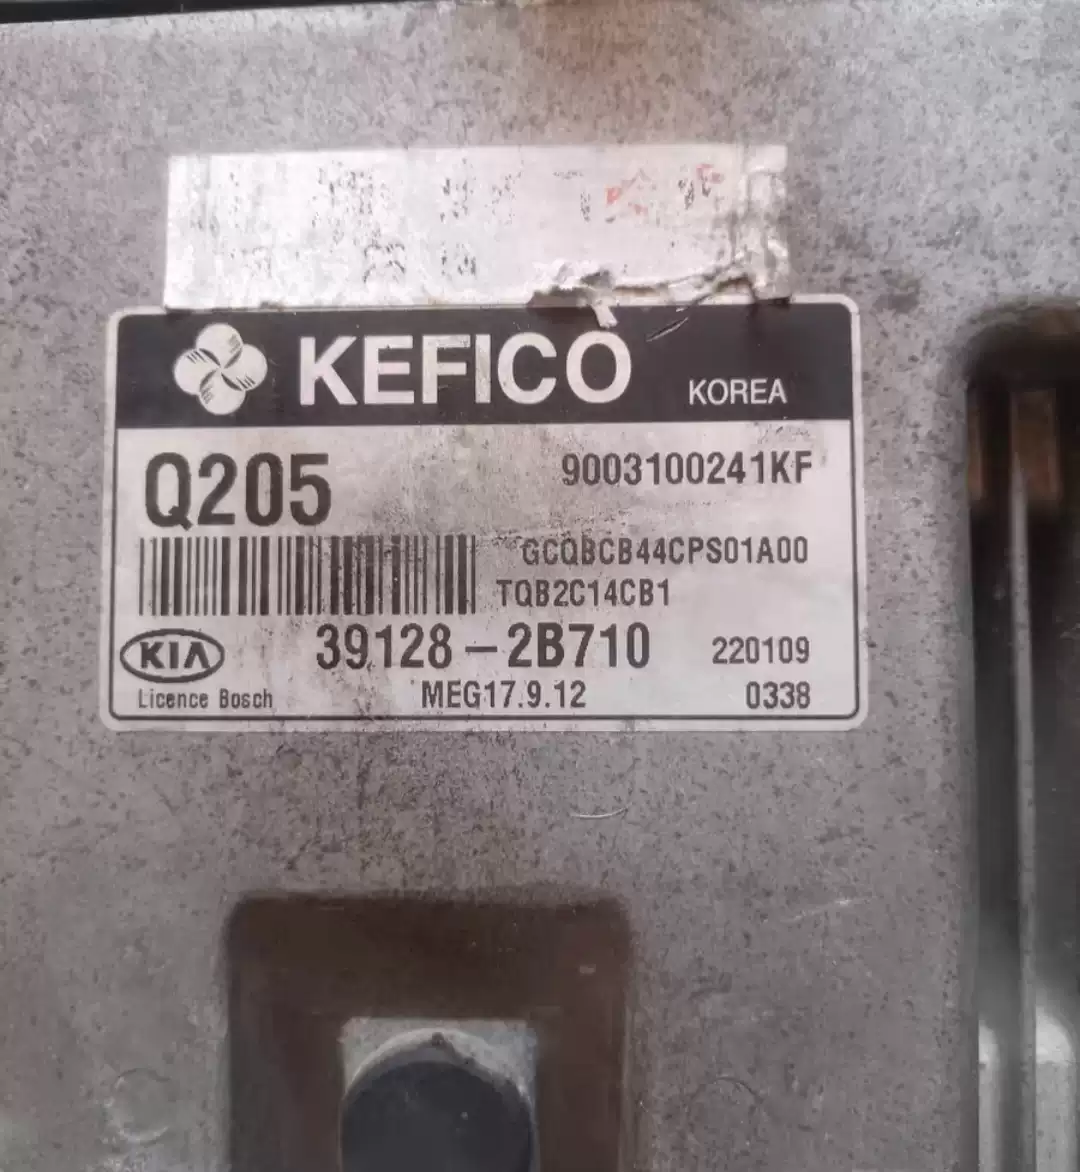 KEFICO KOREA
Q205 9003100241KF
GCQBCB44CPS01A00
TQB2C14CB1
KIA 39128-2B710 220109
Licence Bosch MEG17.9.12 0338